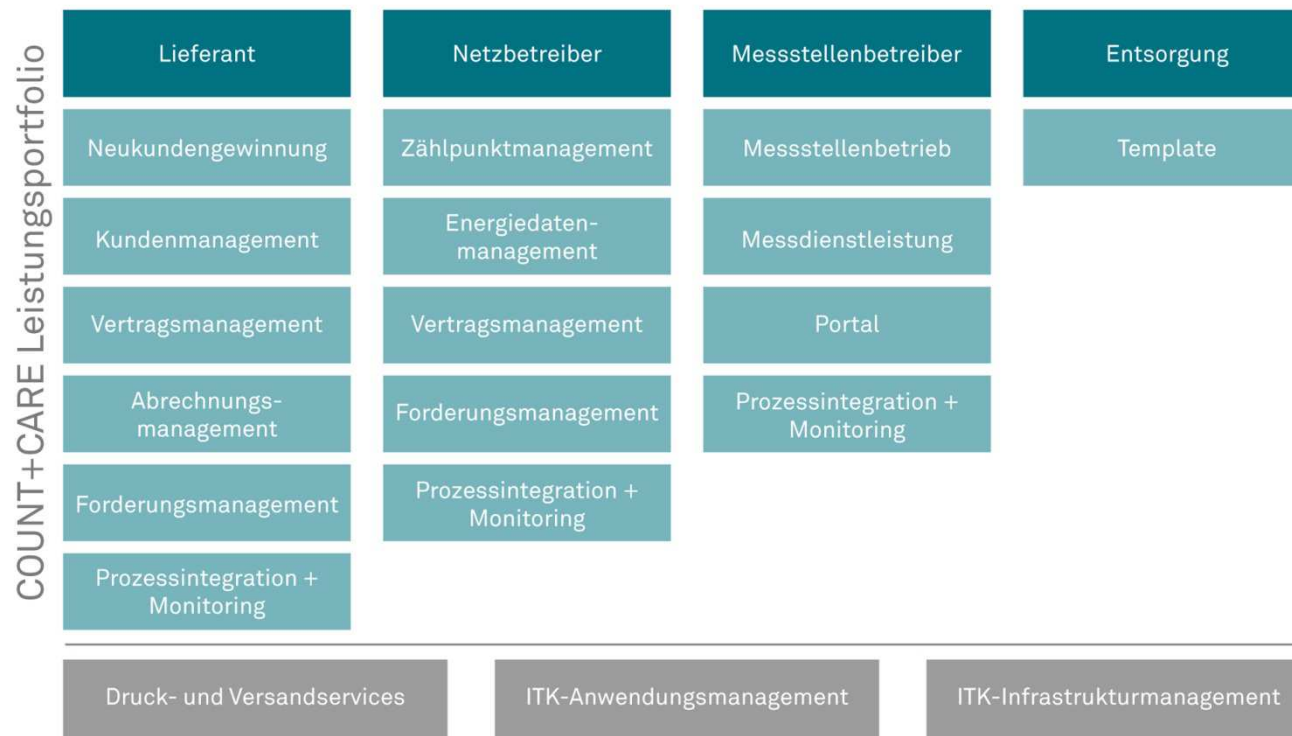 COUNT+CARE Leistungsportfolio
Lieferant
Neukundengewinnung
Kundenmanagement
Vertragsmanagement
Abrechnungs-
management
Forderungsmanagement
Prozessintegration +
Monitoring
Netzbetreiber
Zählpunktmanagement
Energiedaten-
management
Vertragsmanagement
Forderungsmanagement
Prozessintegration +
Monitoring
Messstellenbetreiber
Messstellenbetrieb
Messdienstleistung
Portal
Prozessintegration +
Monitoring
Entsorgung
Template
Druck- und Versandservices
ITK-Anwendungsmanagement
ITK-Infrastrukturmanagement